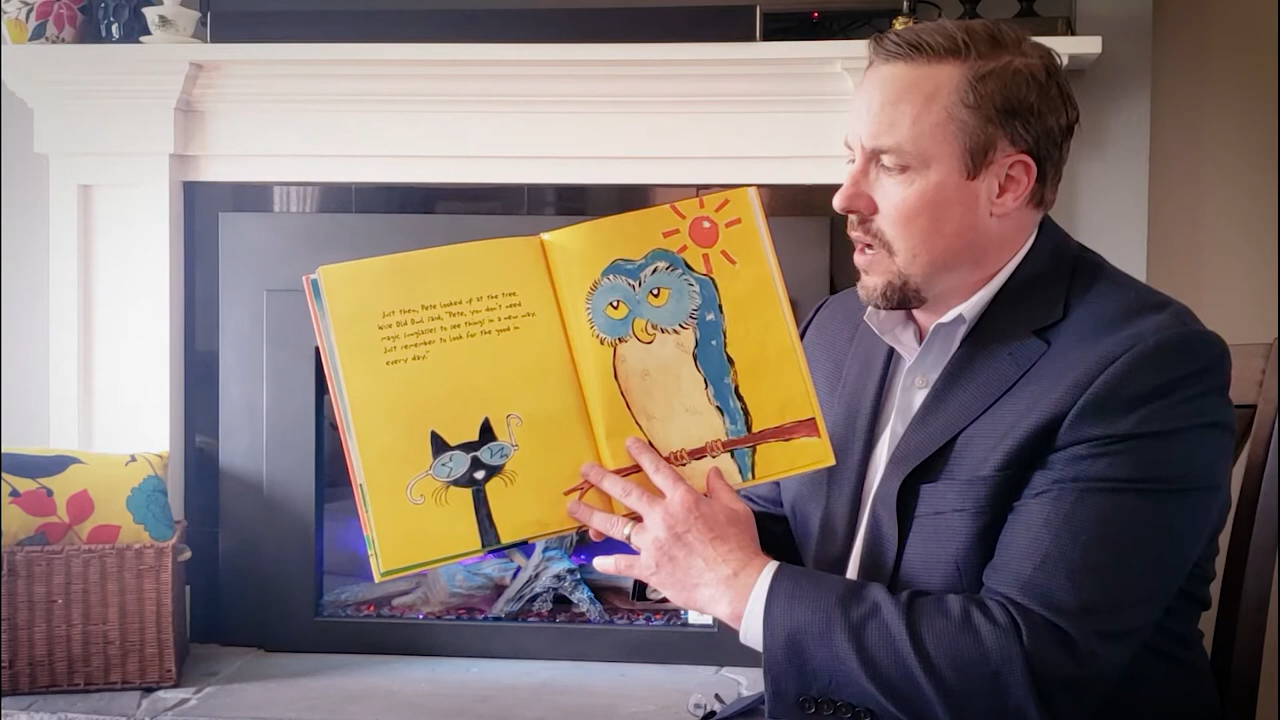 Just then, Pete looked up at the tree.
Wise Old Owl said, "Pete, you don't need
magic sunglasses to see things in a new way.
Just remember to look for the good in
every day."